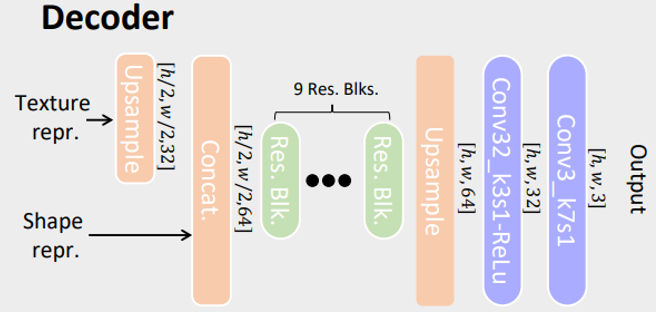 Decoder
Texture
repr.
Upsample
[h/2,w/2,32]
Shape
repr.
Concat.
[h/2,w/2,64]
9 Res. Blks.
Res. Blk.
Res. Blk.
Upsample
[h,w,64]
Conv32_k3s1-ReLu
[h,w,32]
Conv3_k7s1
[h,w,3]
Output